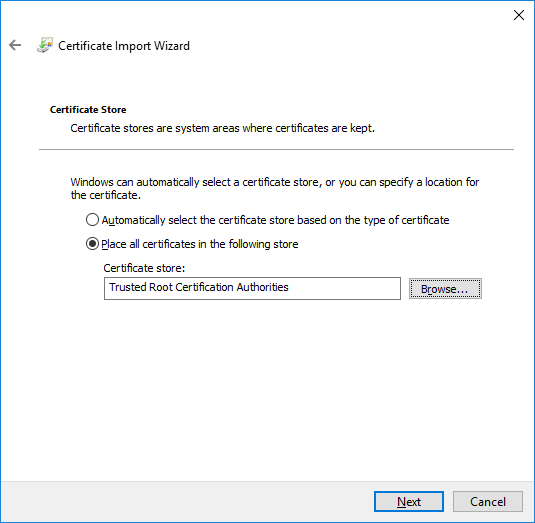 Certificate Import Wizard
Certificate Store
Certificate stores are system areas where certificates are kept.
Windows can automatically select a certificate store, or you can specify a location for
the certificate.
Automatically select the certificate store based on the type of certificate
Place all certificates in the following store
Certificate store:
Trusted Root Certification Authorities
Browse...
Next
Cancel